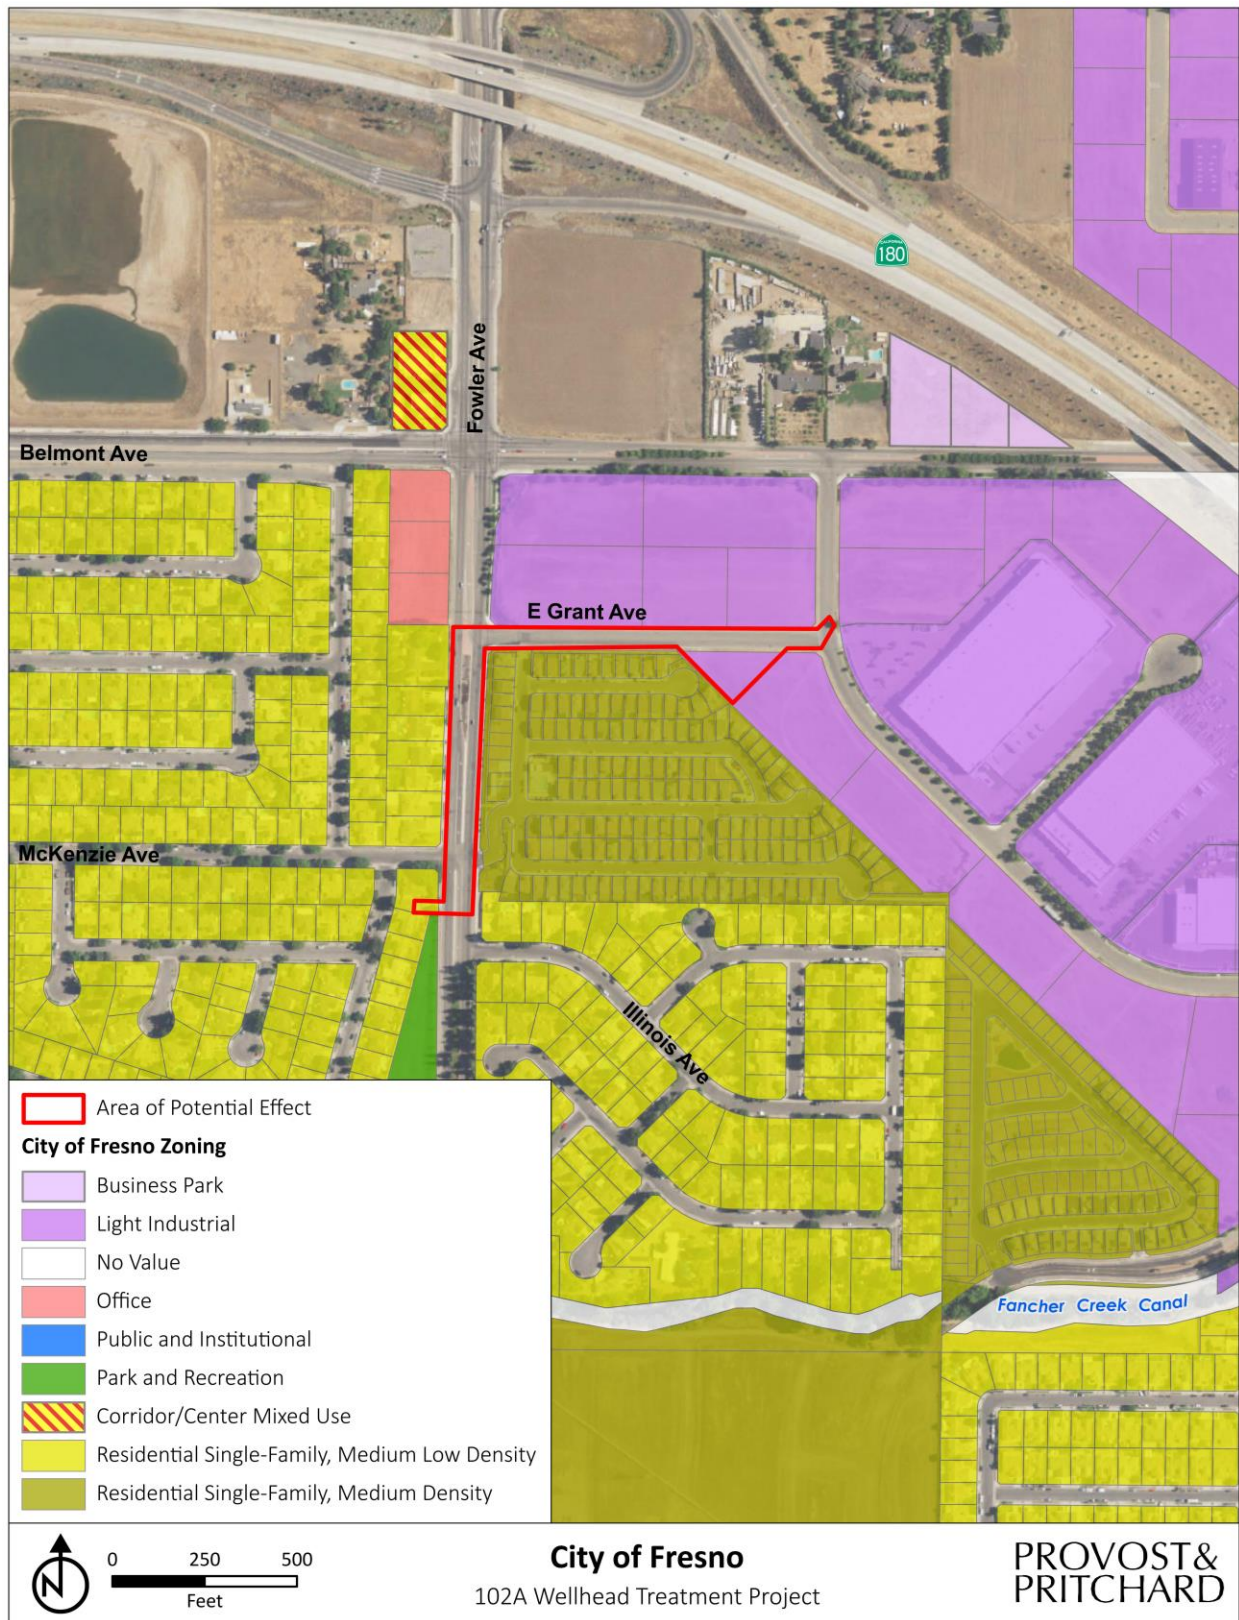 CALIFORNIA
180
Fowler Ave
Belmont Ave
E Grant Ave
McKenzie Ave
Illinois Ave
Fancher Creek Canal
Area of Potential Effect
City of Fresno Zoning
Business Park
Light Industrial
No Value
Office
Public and Institutional
Park and Recreation
Corridor/Center Mixed Use
Residential Single-Family, Medium Low Density
Residential Single-Family, Medium Density
N
0 250 500
Feet
City of Fresno
102A Wellhead Treatment Project
PROVOST&
PRITCHARD